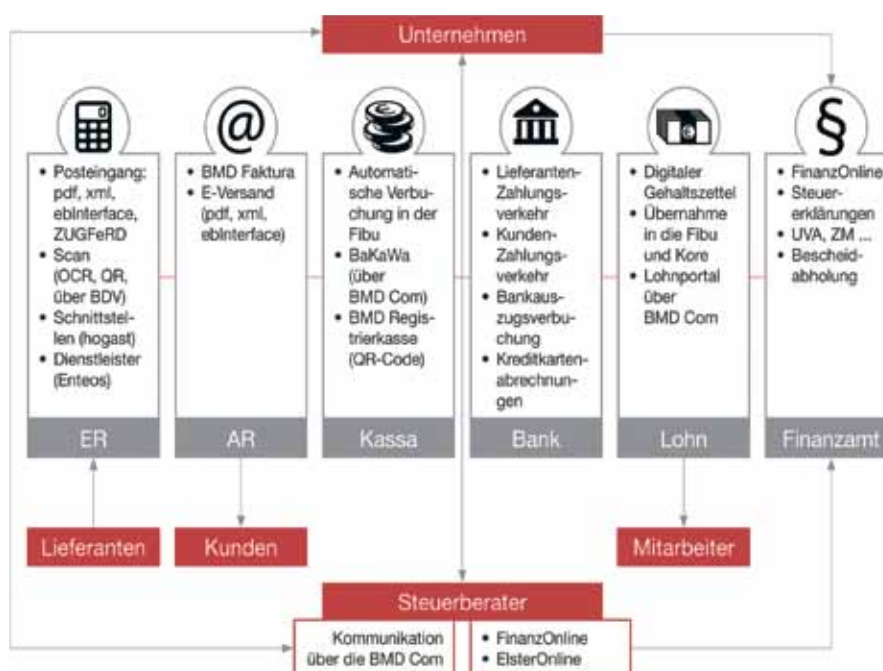 Unternehmen
@
§
• Posteingang:
pdf, xml,
ebInterface,
ZUGFeRD
• Scan
(OCR, QR,
über BDV)
• Schnittstel-
len (hogast)
• Dienstleister
(Enteos)
ER
• BMD Faktura
• E-Versand
(pdf, xml,
ebInterface)
AR
• Automati-
sche Verbu-
chung in der
Fibu
• BaKaWa
(über
BMD Com)
• BMD Regis-
trierkasse
(QR-Code)
Kassa
• Lieferanten-
Zahlungs-
verkehr
• Kunden-
Zahlungs-
verkehr
• Bankaus-
zugsverbu-
chung
• Kreditkarten-
abrechnun-
gen
Bank
• Digitaler
Gehaltszettel
• Übernahme
in die Fibu
und Kore
• Lohnportal
über
BMD Com
Lohn
• FinanzOnline
• Steuer-
erklärungen
• UVA, ZM ...
• Bescheid-
abholung
Finanzamt
Lieferanten
Kunden
Mitarbeiter
Steuerberater
Kommunikation
über die BMD Com
• FinanzOnline
• ElsterOnline